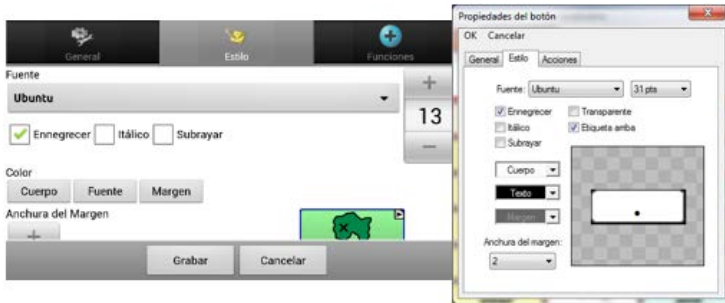 General Estilo Funciones
Fuente
Ubuntu
13
Ennegrecer Itálico Subrayar
Color
Cuerpo Fuente Margen
Anchura del Margen
Grabar Cancelar
Propiedades del botón
OK Cancelar
General Estilo Acciones
Fuente: Ubuntu 31 pts
Ennegrecer Transparente
Itálico Etiqueta arriba
Subrayar
Cuerpo
Texto
Margen
Anchura del margen:
2